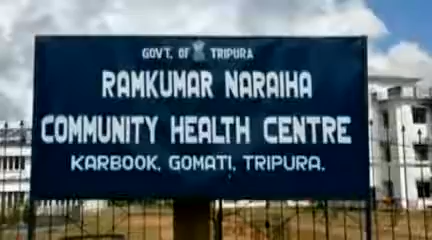 GOVT. OF TRIPURA
RAMKUMAR NARAIHA
COMMUNITY HEALTH CENTRE
KARBOOK, GOMATI, TRIPURA.